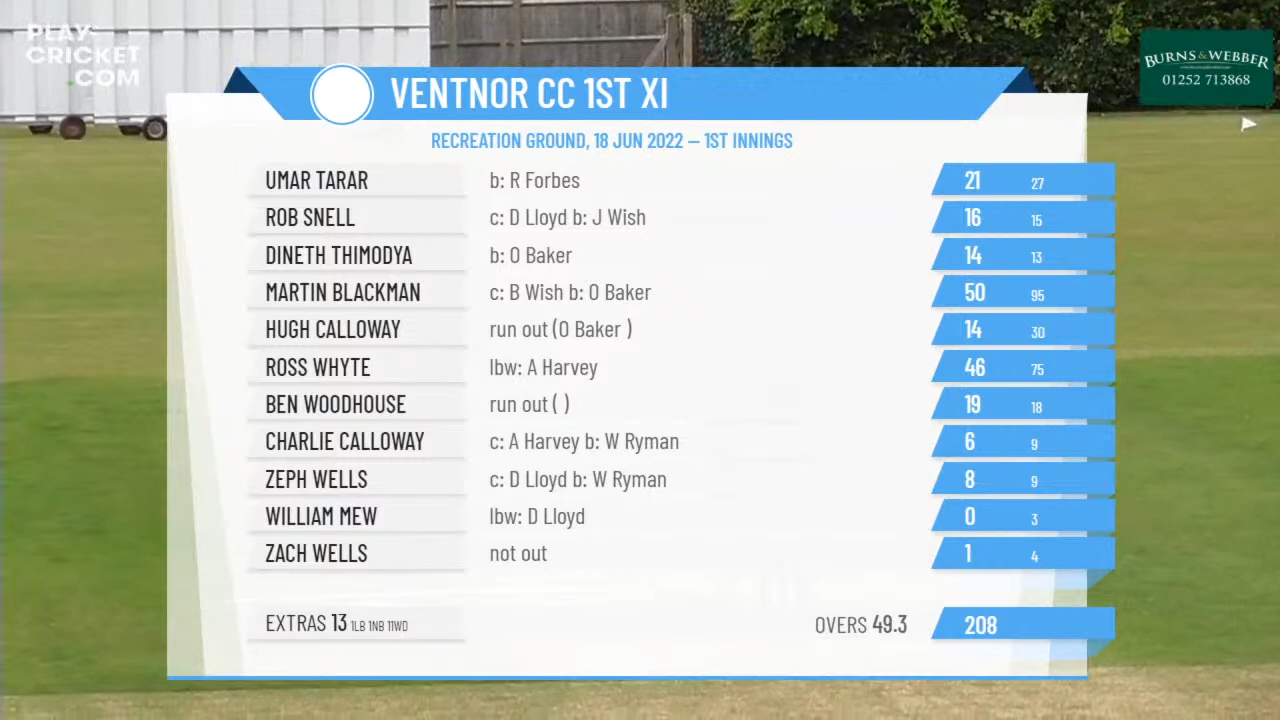 PLAY-
CRICKET
.COM
BURNS & WEBBER
01252 713868
VENTNOR CC 1ST XI
RECREATION GROUND, 18 JUN 2022 – 1ST INNINGS
UMAR TARAR b: R Forbes 21 27
ROB SNELL c: D Lloyd b: J Wish 16 15
DINETH THIMODYA b: O Baker 14 13
MARTIN BLACKMAN c: B Wish b: O Baker 50 95
HUGH CALLOWAY run out (O Baker ) 14 30
ROSS WHYTE lbw: A Harvey 46 75
BEN WOODHOUSE run out ( ) 19 18
CHARLIE CALLOWAY c: A Harvey b: W Ryman 6 9
ZEPH WELLS c: D Lloyd b: W Ryman 8 9
WILLIAM MEW lbw: D Lloyd 0 3
ZACH WELLS not out 1 4
EXTRAS 13 1LB 1NB 11WD OVERS 49.3 208